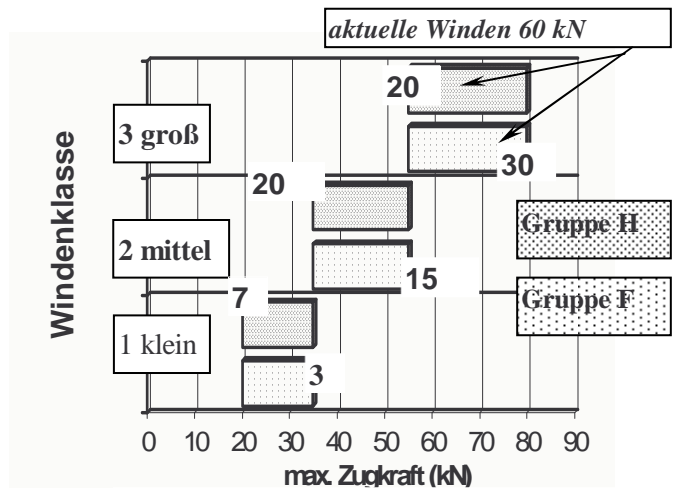 aktuelle Winden 60 kN
20
3 groß
30
20
Gruppe H
2 mittel
15
Gruppe F
7
1 klein
3
Windenklasse
0 10 20 30 40 50 60 70 80 90
max. Zugkraft (kN)